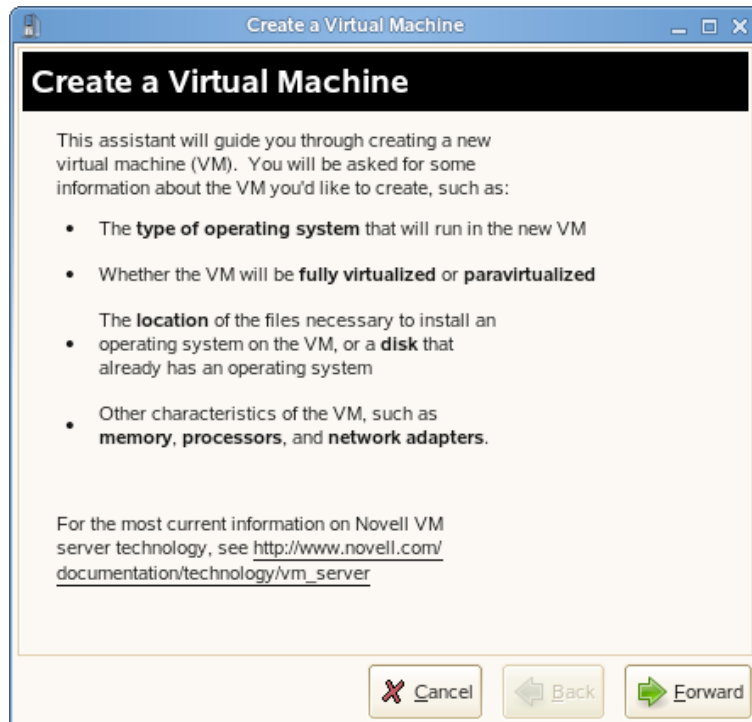 Create a Virtual Machine
Create a Virtual Machine
This assistant will guide you through creating a new
virtual machine (VM).  You will be asked for some
information about the VM you'd like to create, such as:
• The type of operating system that will run in the new VM
• Whether the VM will be fully virtualized or paravirtualized
The location of the files necessary to install an
• operating system on the VM, or a disk that
already has an operating system
• Other characteristics of the VM, such as
memory, processors, and network adapters.
For the most current information on Novell VM
server technology, see http://www.novell.com/
documentation/technology/vm_server
Cancel Back Forward